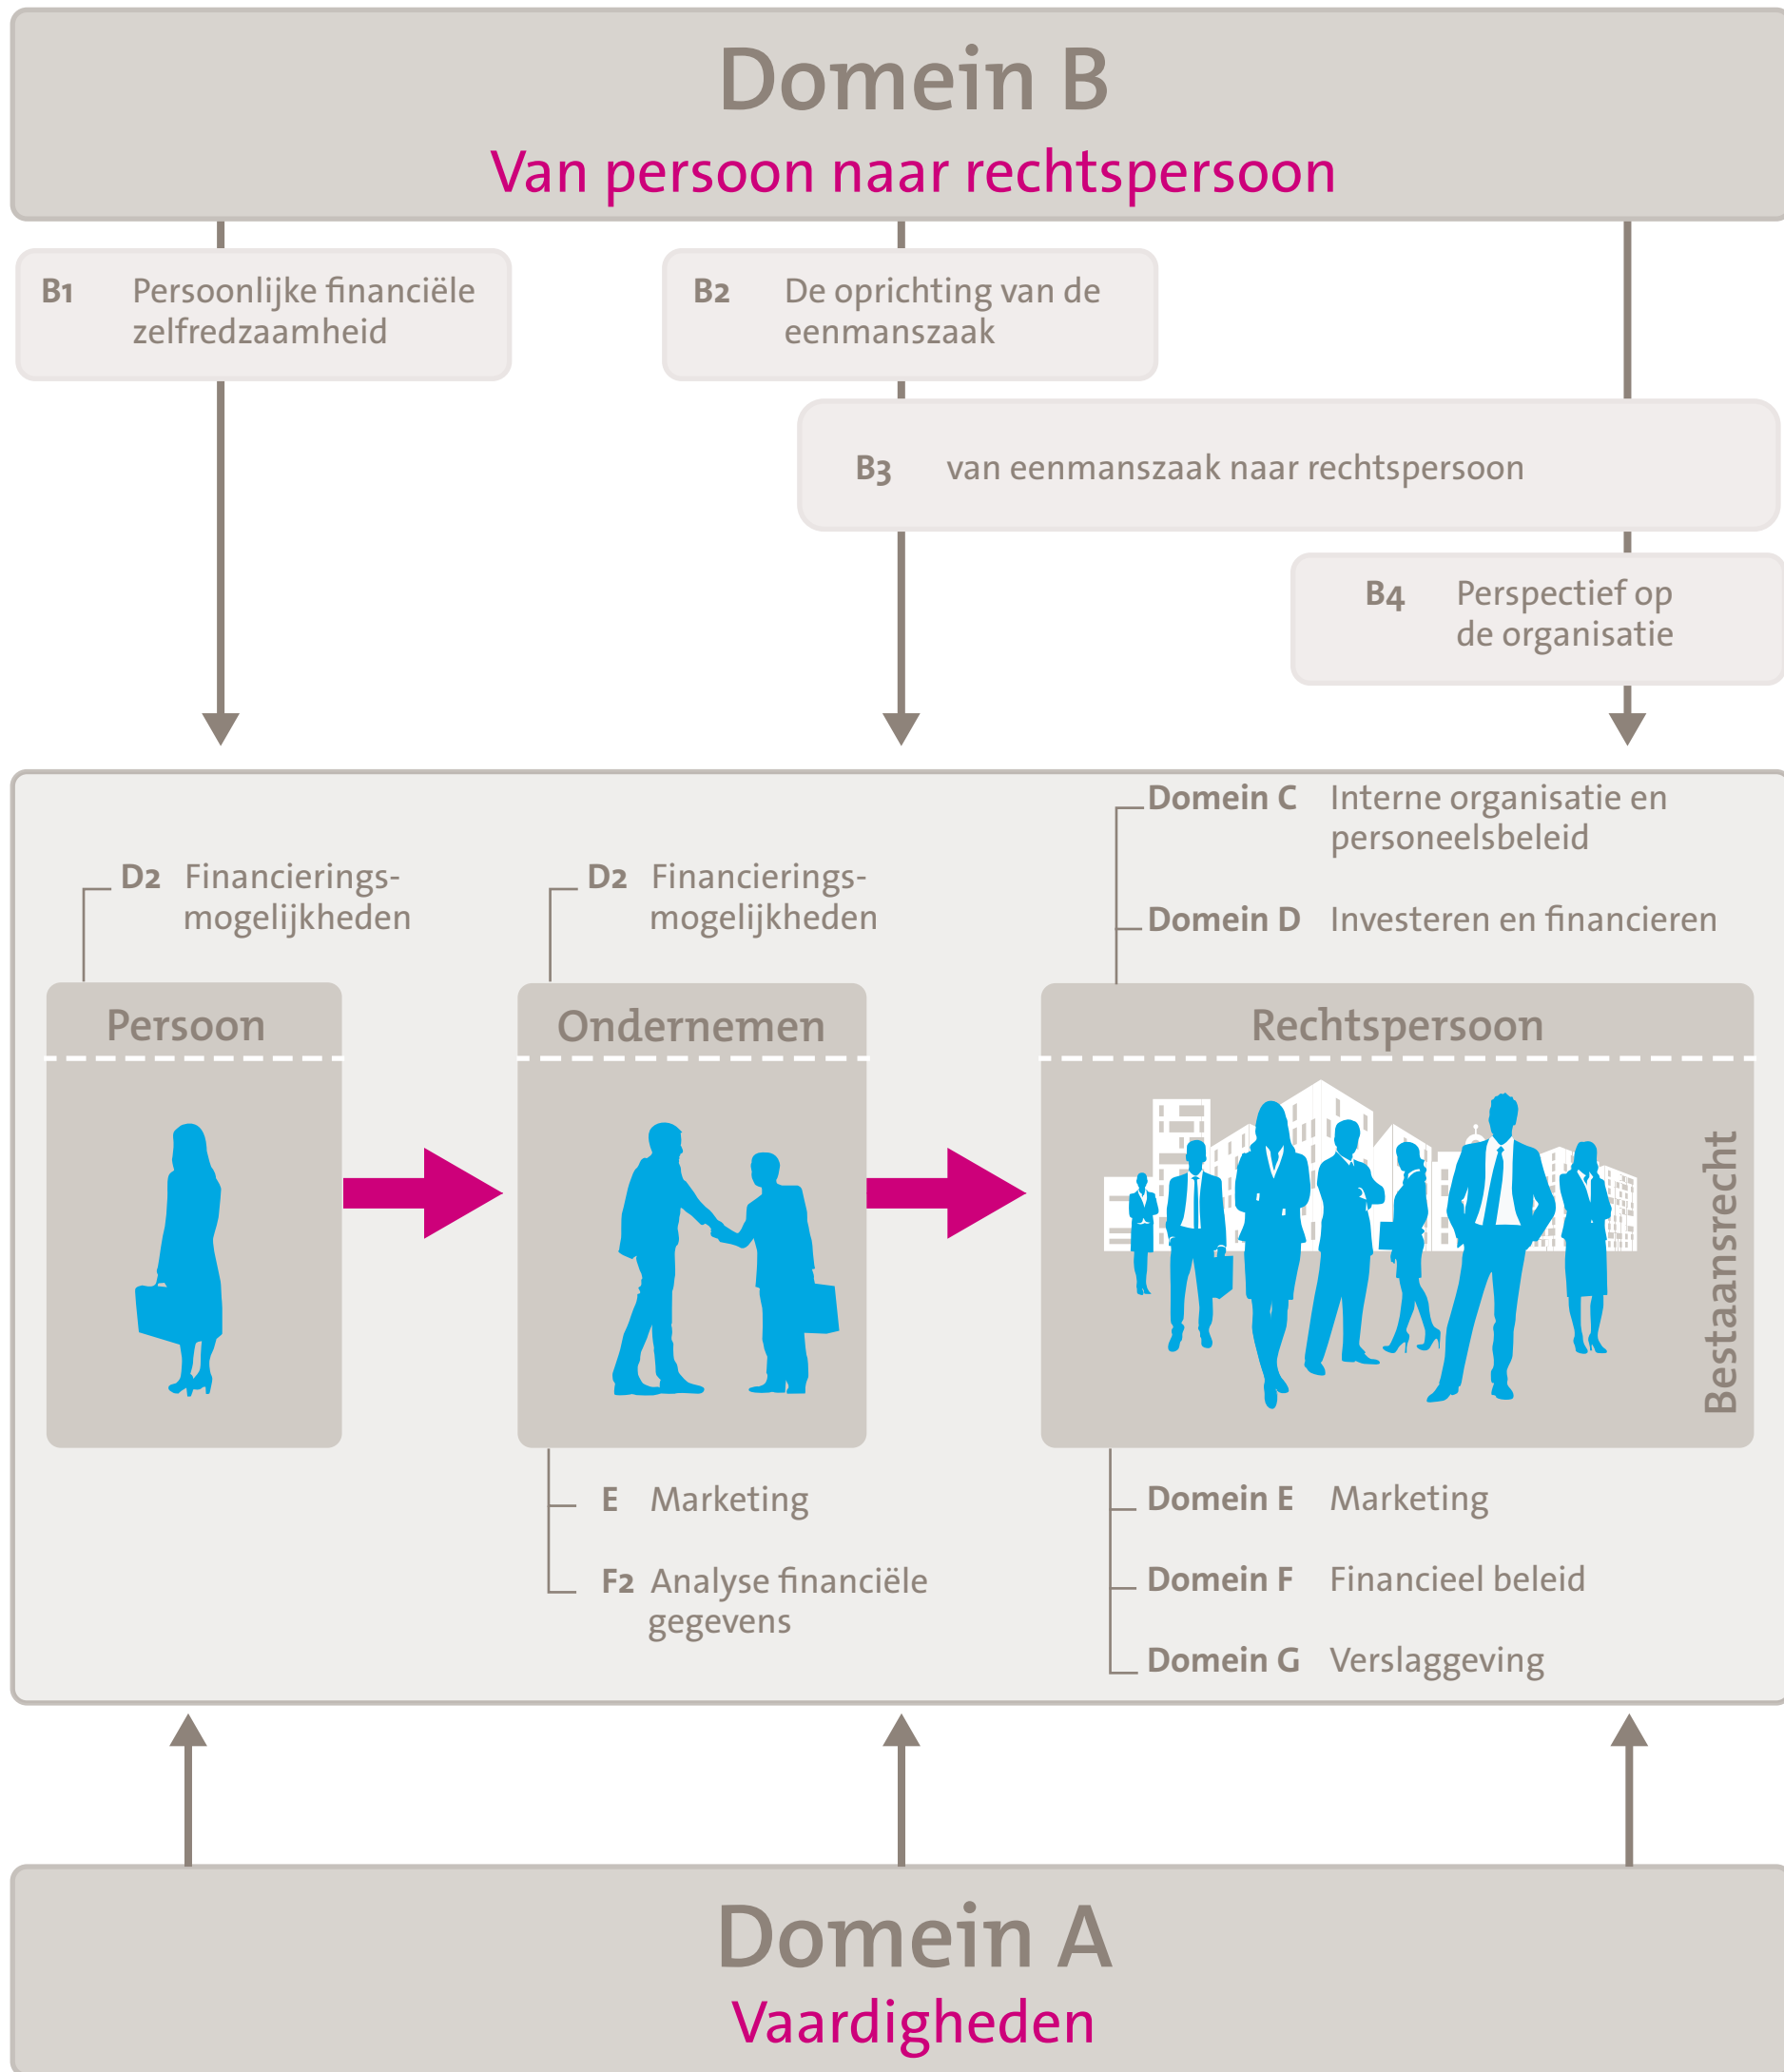 Domein B
Van persoon naar rechtspersoon
B1 Persoonlijke financiële
zelfredzaamheid
B2 De oprichting van de
eenmanszaak
B3 van eenmanszaak naar rechtspersoon
B4 Perspectief op
de organisatie
D2 Financierings-
mogelijkheden
Persoon
D2 Financierings-
mogelijkheden
Ondernemen
E Marketing
F2 Analyse financiële
gegevens
Domein C Interne organisatie en
personeelsbeleid
Domein D Investeren en financieren
Rechtspersoon
Bestaansrecht
Domein E Marketing
Domein F Financieel beleid
Domein G Verslaggeving
Domein A
Vaardigheden